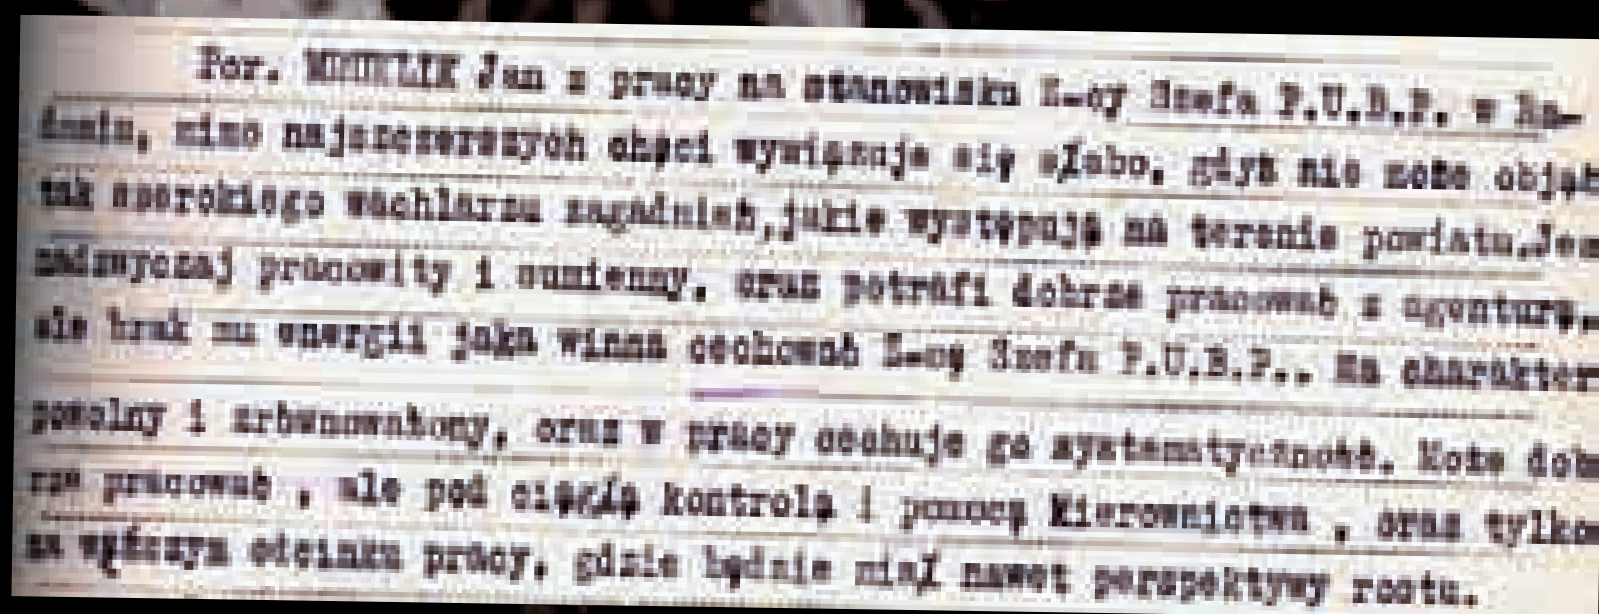 Por. Jan z pracy na stanowisku Z-cy Szefa P.U.B.P. w Ra-
domiu, mimo najszczerszych chęci wywiązuje się słabo, gdyż nie może objąć
tak szerokiego wachlarzu zagadnień,jakie występują na terenie powiatu.Jes
nadzwyczaj pracowity i sumienny, oraz potrafi dobrze pracować z agenturą,
ale brak mu energii jaka winna cechować Z-cę Szefa P.U.B.P.. Ma charakter
powolny i zrównoważony, oraz w pracy cechuje go systematyczność. Może dob
rze pracować , ale pod ciągłą kontrolą i pomocą Kierownictwa , oraz tylko
na węższym odcinku pracy, gdzie będzie miał nawet perspektywy rostu.